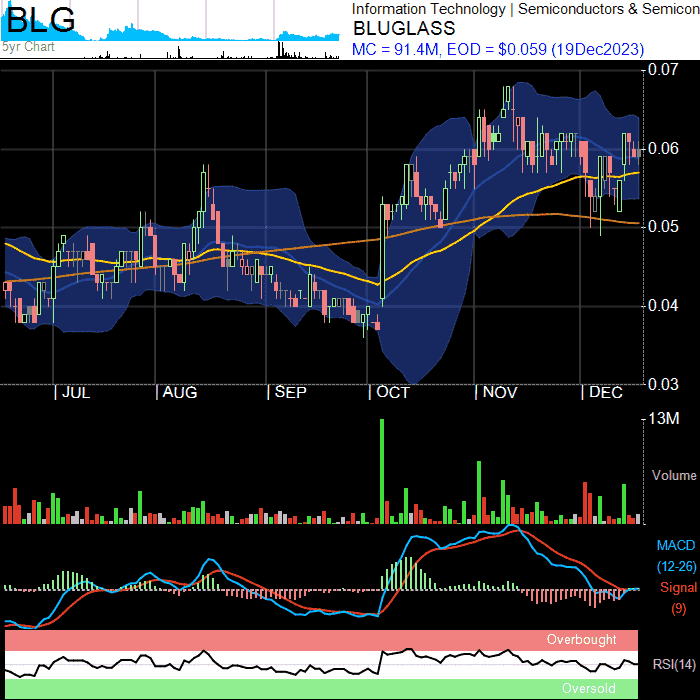 BLG
5yr Chart
Information Technology | Semiconductors & Semicon
BLUGLASS
MC = 91.4M, EOD = $0.059 (19Dec2023)
0.07
0.06
0.05
0.04
0.03
JUL AUG SEP OCT NOV DEC
13M
Volume
MACD
(12-26)
Signal
(9)
Overbought
RSI(14)
Oversold